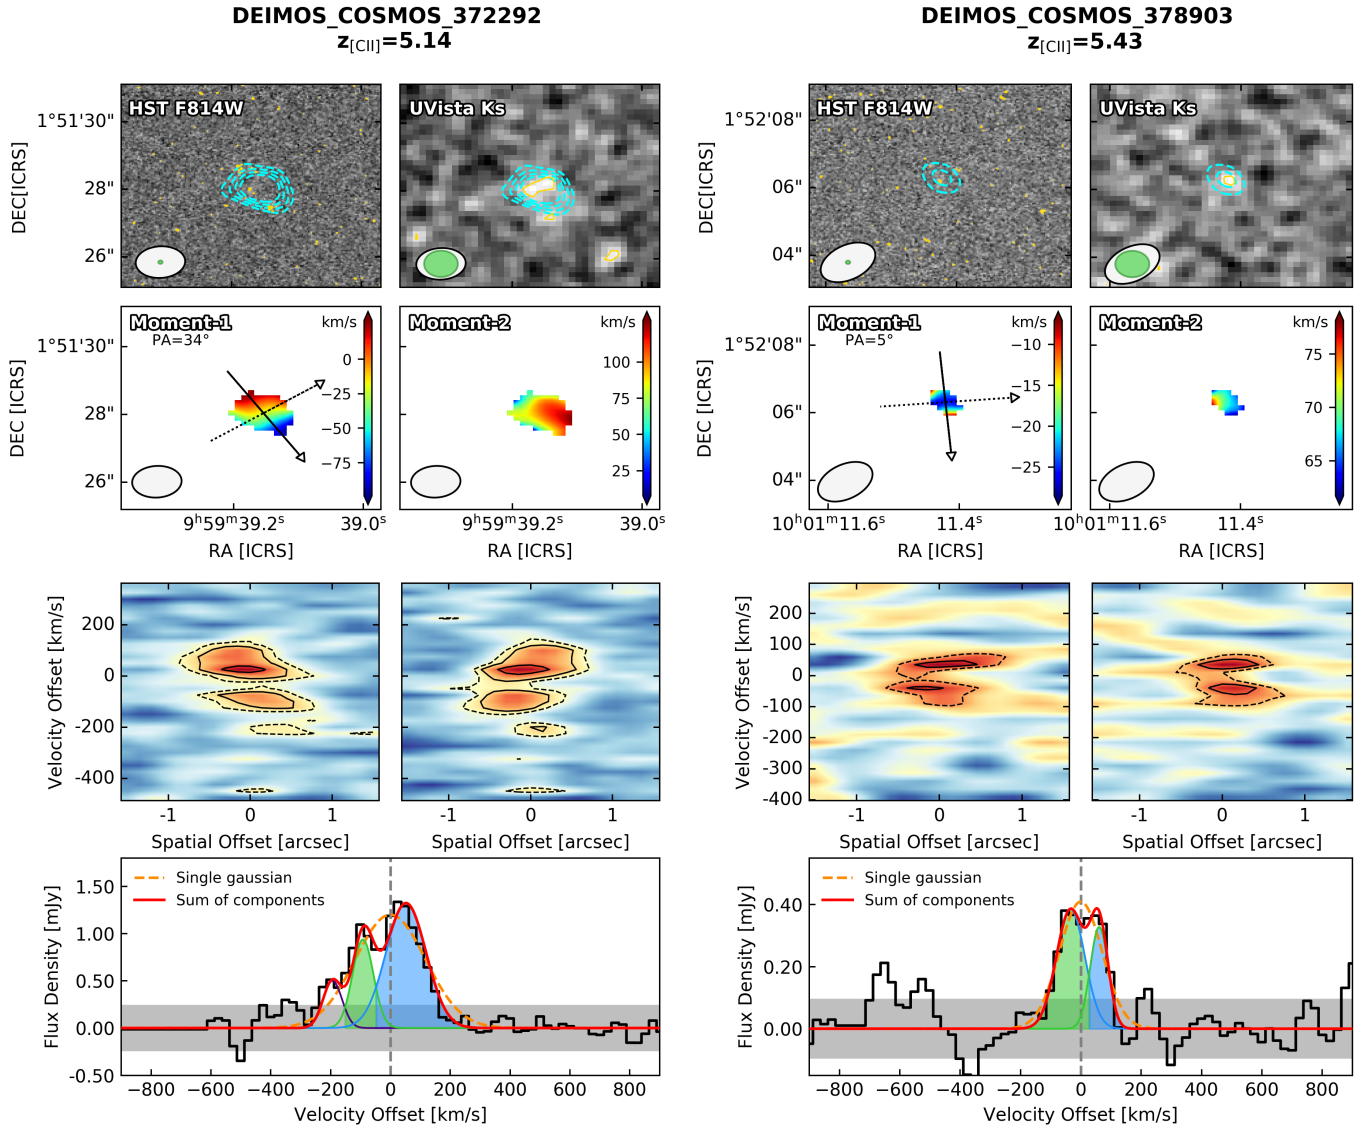 DEIMOS_COSMOS_372292
z[CII]=5.14
HST F814W
UVista Ks
DEC[ICRS]
1°51'30"
28"
26"
Moment-1
PA=34°
km/s
0
−25
−50
−75
Moment-2
km/s
100
75
50
25
DEC [ICRS]
1°51'30"
28"
26"
9h59m39.2s
39.0s
9h59m39.2s
39.0s
RA [ICRS]
RA [ICRS]
Velocity Offset [km/s]
200
0
-200
-400
-1
0
1
-1
0
1
Spatial Offset [arcsec]
Spatial Offset [arcsec]
Single gaussian
Sum of components
Flux Density [mJy]
1.50
1.00
0.50
0.00
-0.50
−800
−600
−400
−200
0
200
400
600
800
Velocity Offset [km/s]
DEIMOS_COSMOS_378903
z[CII]=5.43
HST F814W
UVista Ks
DEC[ICRS]
1°52'08"
06"
04"
Moment-1
PA=5°
km/s
−10
−15
−20
−25
Moment-2
km/s
75
70
65
DEC [ICRS]
1°52'08"
06"
04"
10h01m11.6s
11.4s
10h01m11.6s
11.4s
RA [ICRS]
RA [ICRS]
Velocity Offset [km/s]
200
100
0
-100
-200
-300
-400
-1
0
1
-1
0
1
Spatial Offset [arcsec]
Spatial Offset [arcsec]
Single gaussian
Sum of components
Flux Density [mJy]
0.40
0.20
0.00
−800
−600
−400
−200
0
200
400
600
800
Velocity Offset [km/s]